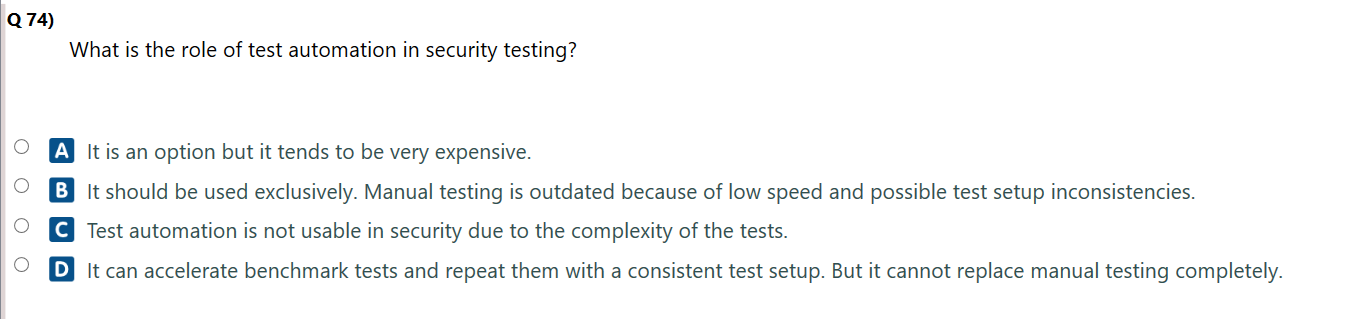 Q 74)
What is the role of test automation in security testing?
A It is an option but it tends to be very expensive.
B It should be used exclusively. Manual testing is outdated because of low speed and possible test setup inconsistencies.
C Test automation is not usable in security due to the complexity of the tests.
D It can accelerate benchmark tests and repeat them with a consistent test setup. But it cannot replace manual testing completely.